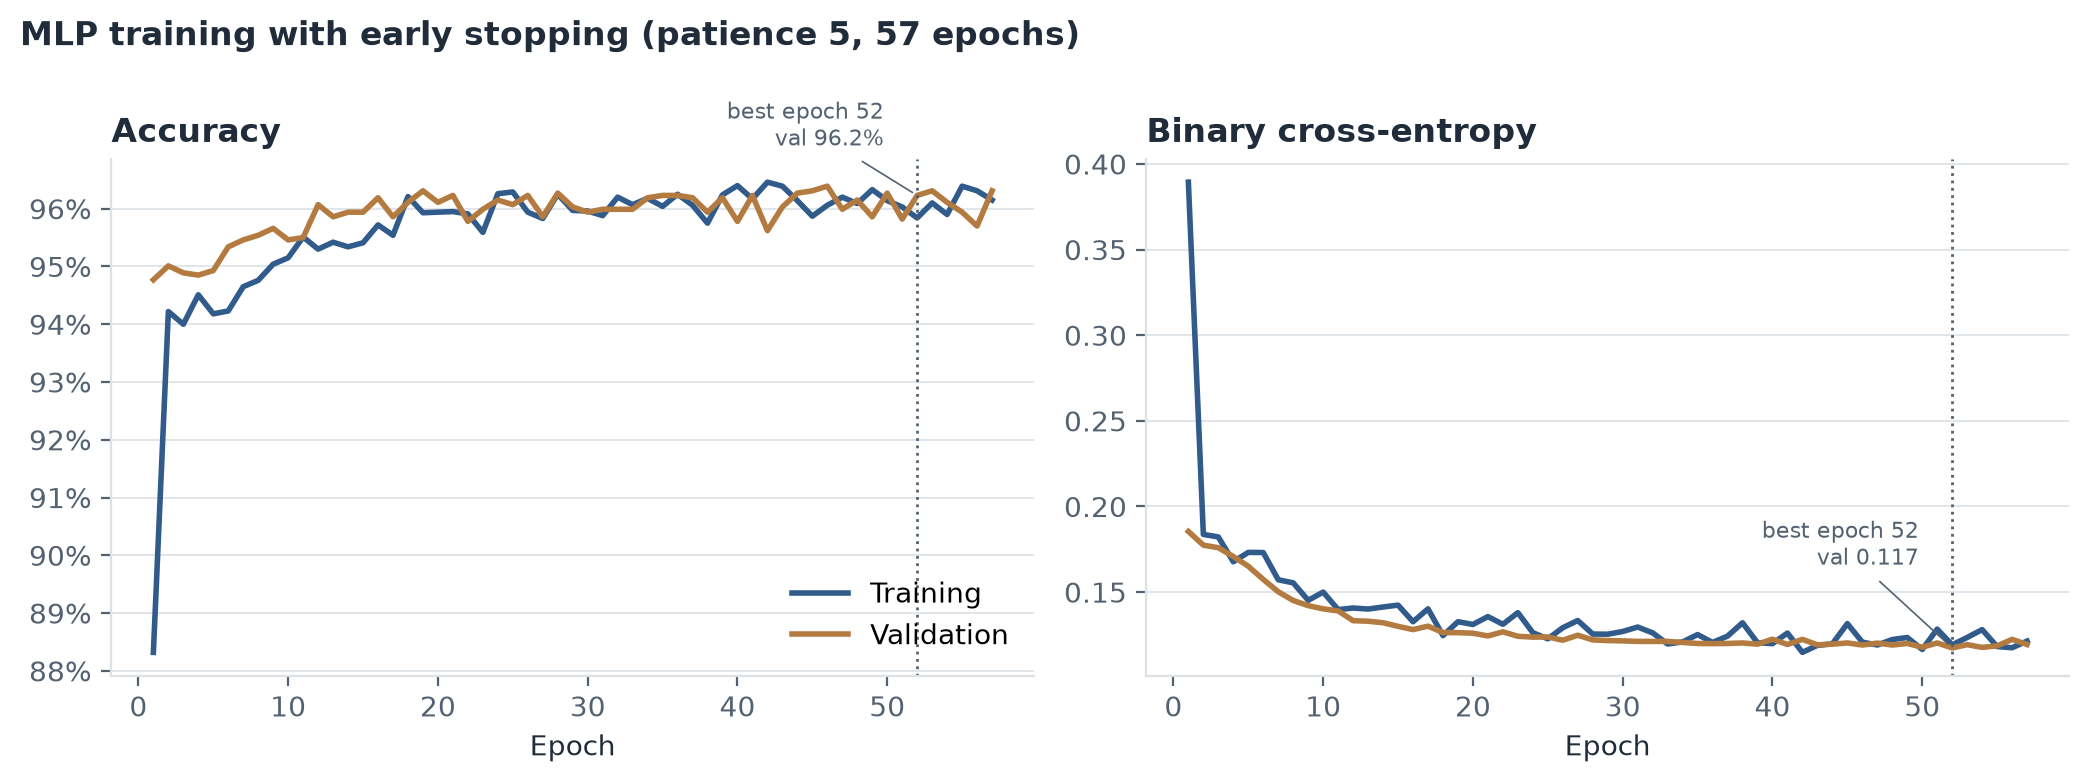 MLP training with early stopping (patience 5, 57 epochs)
Accuracy
best epoch 52
val 96.2%
96%
95%
94%
93%
92%
91%
90%
89%
88%
Training
Validation
0
10
20
30
40
50
Epoch
Binary cross-entropy
0.40
0.35
0.30
0.25
0.20
0.15
best epoch 52
val 0.117
0
10
20
30
40
50
Epoch